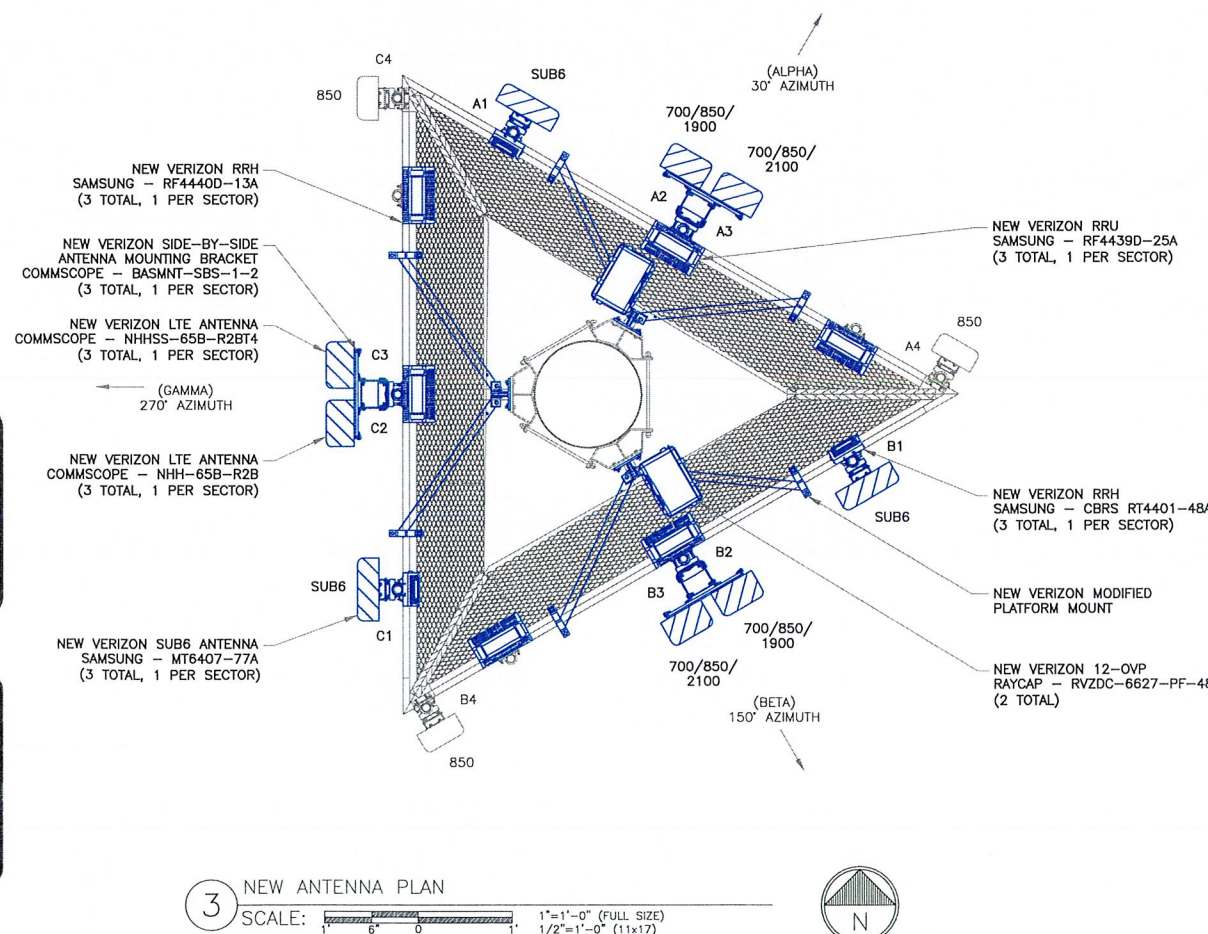 C4
850
A1
SUB6
(ALPHA)
30° AZIMUTH
700/850/
1900
700/850/
2100
A2
A3
NEW VERIZON RRH
SAMSUNG - RF4440D-13A
(3 TOTAL, 1 PER SECTOR)
NEW VERIZON SIDE-BY-SIDE
ANTENNA MOUNTING BRACKET
COMMSCOPE - BASMNT-SBS-1-2
(3 TOTAL, 1 PER SECTOR)
NEW VERIZON LTE ANTENNA
COMMSCOPE - NHHSS-65B-R2BT4
(3 TOTAL, 1 PER SECTOR)
C3
(GAMMA)
270° AZIMUTH
C2
NEW VERIZON LTE ANTENNA
COMMSCOPE - NHH-65B-R2B
(3 TOTAL, 1 PER SECTOR)
SUB6
C1
NEW VERIZON SUB6 ANTENNA
SAMSUNG - MT6407-77A
(3 TOTAL, 1 PER SECTOR)
NEW VERIZON RRU
SAMSUNG - RF4439D-25A
(3 TOTAL, 1 PER SECTOR)
850
A4
B1
SUB6
NEW VERIZON RRH
SAMSUNG - CBRS RT4401-48A
(3 TOTAL, 1 PER SECTOR)
B2
B3
NEW VERIZON MODIFIED
PLATFORM MOUNT
700/850/
1900
700/850/
2100
NEW VERIZON 12-OVP
RAYCAP - RVZDC-6627-PF-48
(2 TOTAL)
B4
(BETA)
150° AZIMUTH
850
3
NEW ANTENNA PLAN
SCALE:
1' 6" 0 1'
1"=1'-0" (FULL SIZE)
1/2"=1'-0" (11x17)
N